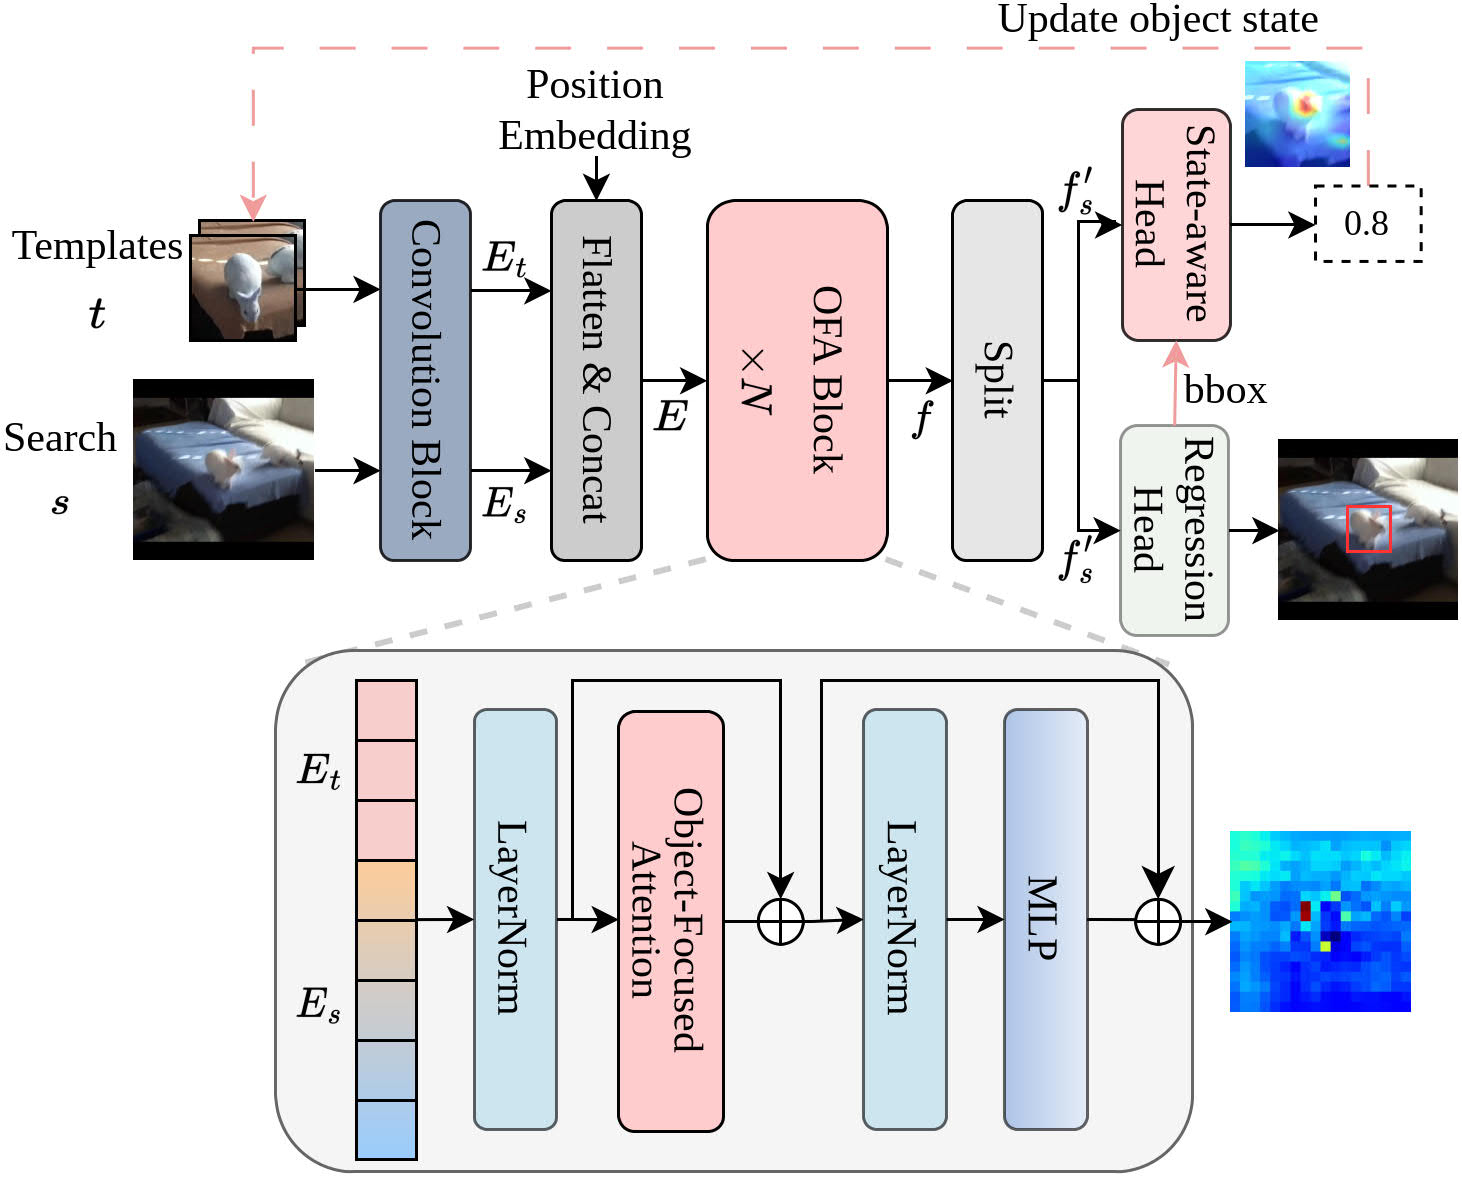 Update object state
Position
Embedding
Templates
t
Search
s
Convolution Block
E_t
E_s
Flatten & Concat
E
OFA Block
×N
f
Split
f_s'
f_s'
State-aware
Head
0.8
bbox
Regression
Head
E_t
E_s
LayerNorm
Object-Focused
Attention
LayerNorm
MLP